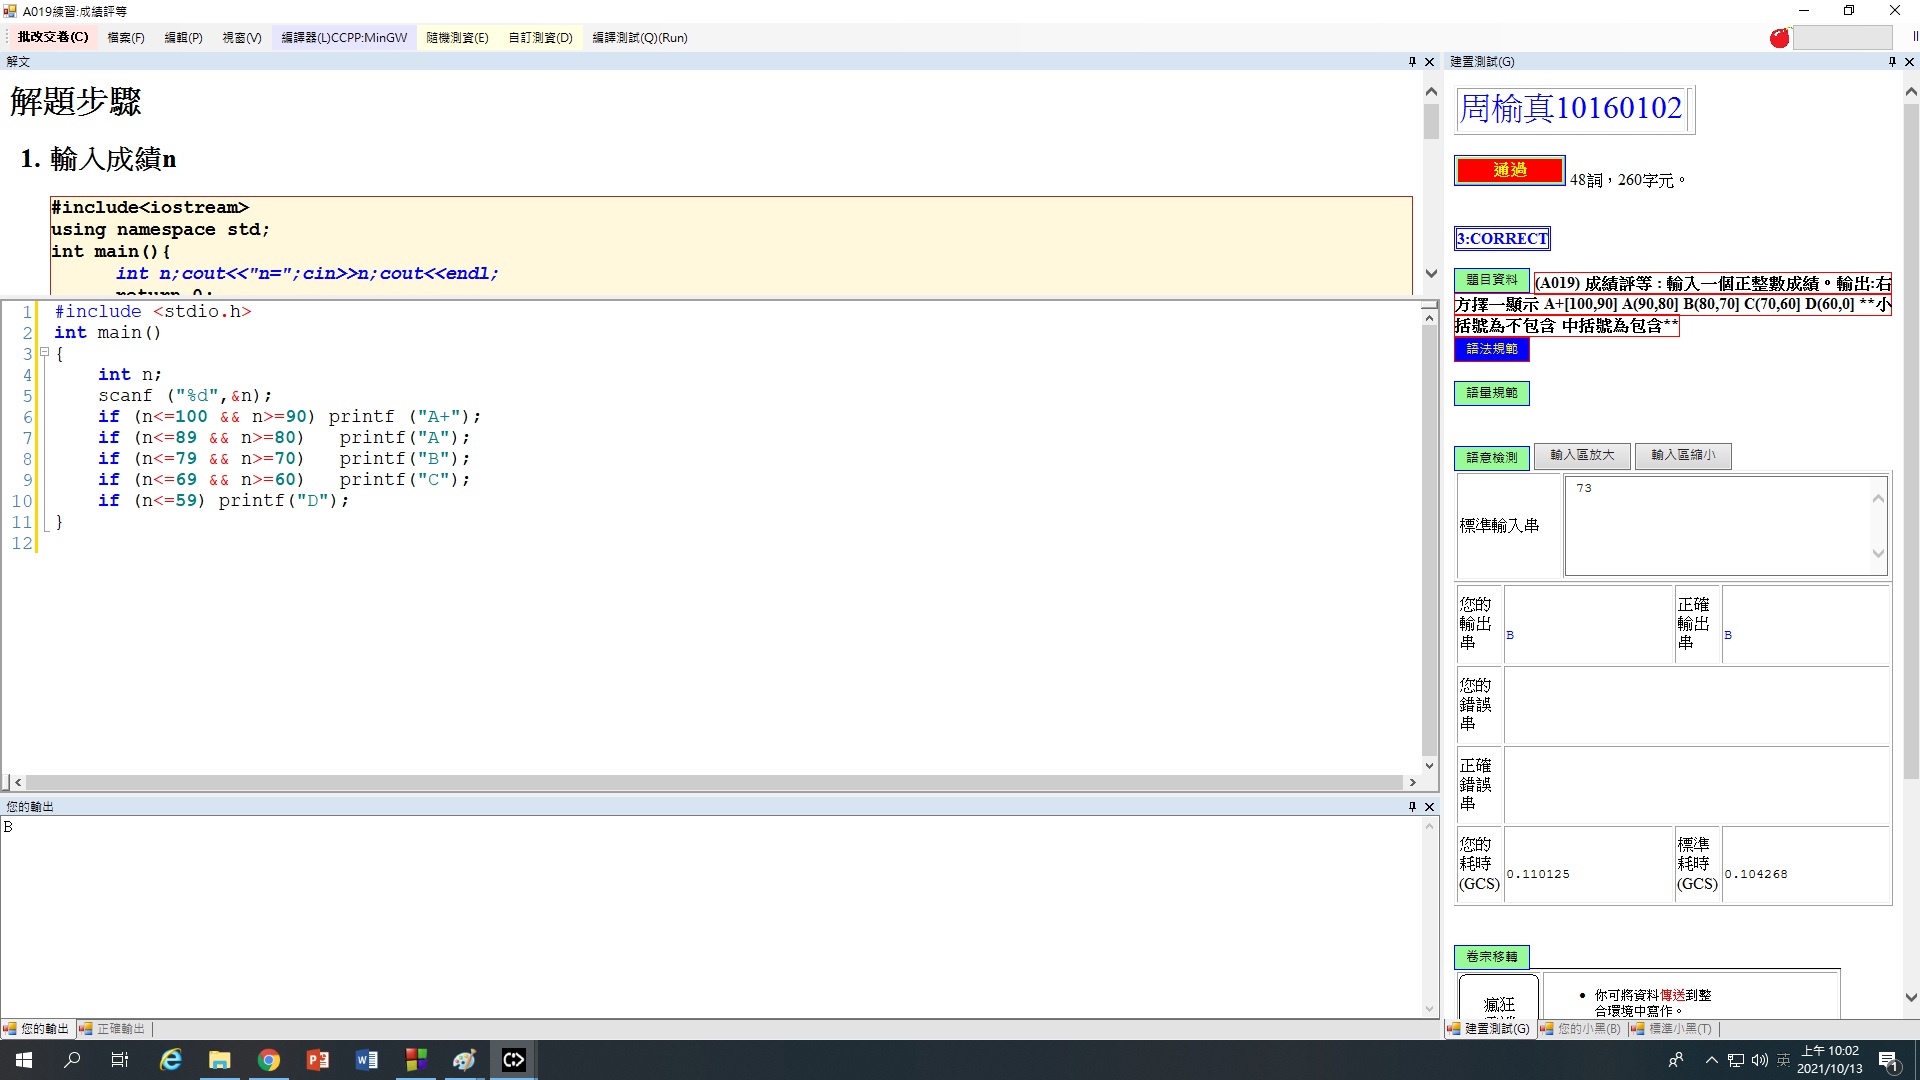 A019練習:成績評等
批改交卷(C) 檔案(F) 編輯(P) 視窗(V) 編譯器(L)CCPP:MinGW 隨機測資(E) 自訂測資(D) 編譯測試(Q)(Run)
解文
解題步驟
1. 輸入成績n
#include<iostream>
using namespace std;
int main(){
int n;cout<<"n=";cin>>n;cout<<endl;
return 0;
1 #include <stdio.h>
2 int main()
3 {
4 int n;
5 scanf ("%d",&n);
6 if (n<=100 && n>=90) printf ("A+");
7 if (n<=89 && n>=80)   printf("A");
8 if (n<=79 && n>=70)   printf("B");
9 if (n<=69 && n>=60)   printf("C");
10 if (n<=59) printf("D");
11 }
12
您的輸出
B
您的輸出 正確輸出
建置測試(G)
周榆真10160102
通過 48詞，260字元。
3:CORRECT
題目資料 (A019) 成績評等 : 輸入一個正整數成績。輸出:右
方擇一顯示 A+[100,90] A(90,80] B(80,70] C(70,60] D(60,0] **小
括號為不包含 中括號為包含**
語法規範
語量規範
語意檢測 輸入區放大 輸入區縮小
標準輸入串 73
您的輸出串 B 正確輸出串 B
您的錯誤串
正確錯誤串
您的耗時(GCS) 0.110125 標準耗時(GCS) 0.104268
卷宗移轉
瘋狂
• 你可將資料傳送到整
合環境中寫作。
建置測試(G) 您的小黑(B) 標準小黑(T)
英 上午 10:02
2021/10/13
1